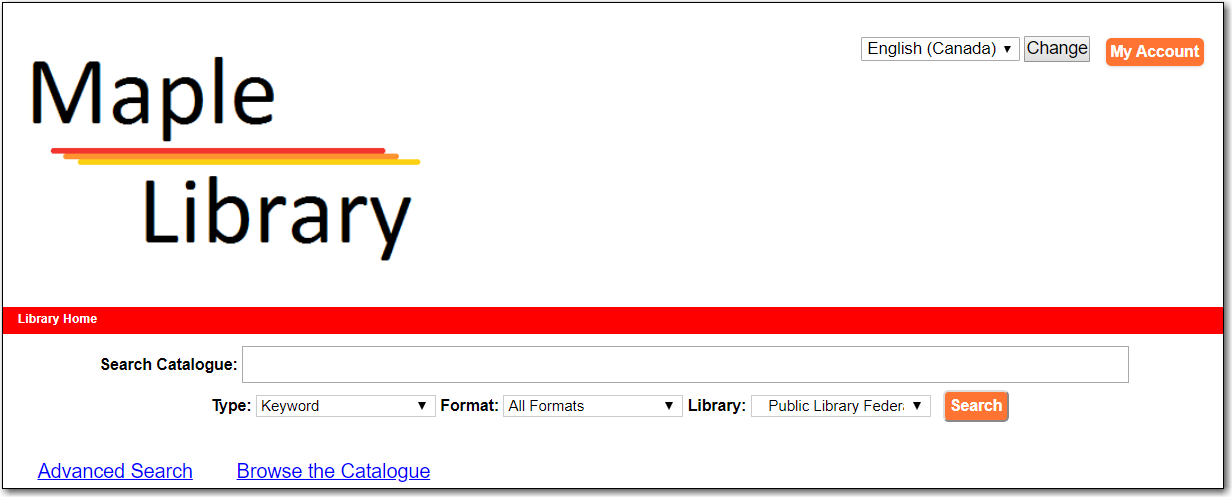 English (Canada) Change My Account
Maple
Library
Library Home
Search Catalogue:
Type: Keyword Format: All Formats Library: Public Library Feder Search
Advanced Search Browse the Catalogue